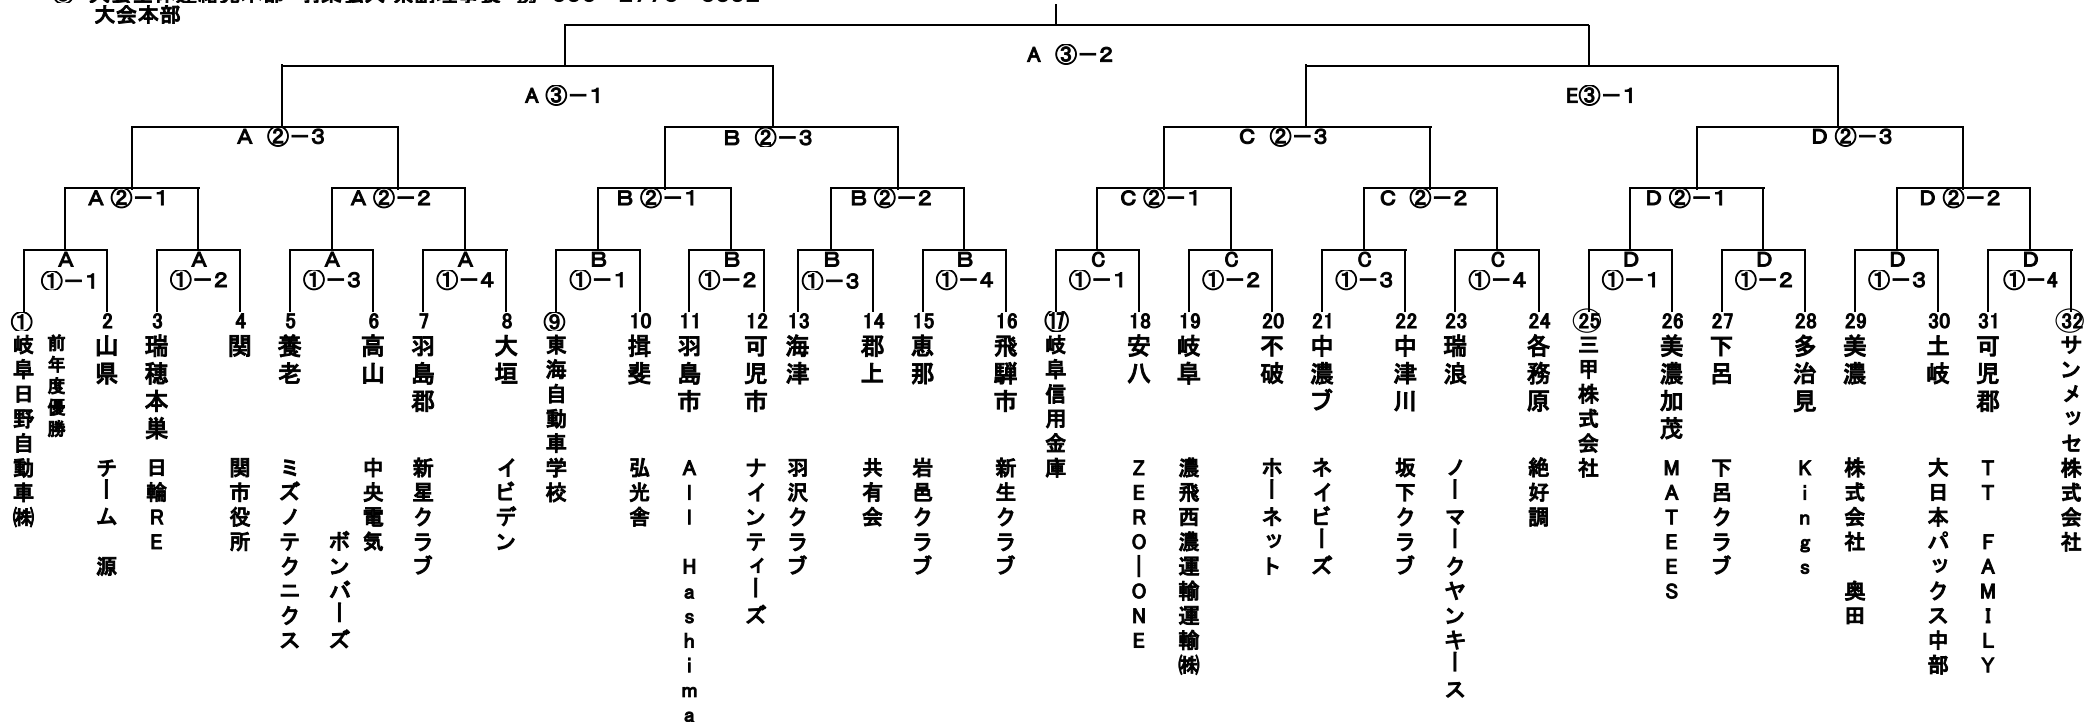 大会本部
A ③－2
A ③－1
E③－1
A ②－3
B ②－3
C ②－3
D ②－3
A ②－1
A ②－2
B ②－1
B ②－2
C ②－1
C ②－2
D ②－1
D ②－2
A ①－1
A ①－2
A ①－3
A ①－4
B ①－1
B ①－2
B ①－3
B ①－4
C ①－1
C ①－2
C ①－3
C ①－4
D ①－1
D ①－2
D ①－3
D ①－4
① 岐阜日野自動車㈱
前年度優勝
2 山県 チーム 源
3 瑞穂本巣 日輪RE
4 関 関市役所
5 養老 ミズノテクニクス
ボンバーズ
6 高山 中央電気
7 羽島郡 新星クラブ
8 大垣 イビデン
⑨ 東海自動車学校
10 揖斐 弘光舎
11 羽島市 All Hashima
12 可児市 ナインティーズ
13 海津 羽沢クラブ
14 郡上 共有会
15 恵那 岩邑クラブ
16 飛騨市 新生クラブ
⑰ 岐阜信用金庫
18 安八 ZERO―ONE
19 岐阜 濃飛西濃運輸運輸㈱
20 不破 ホーネット
21 中濃ブ ネイビーズ
22 中津川 坂下クラブ
23 瑞浪 ノーマークヤンキース
24 各務原 絶好調
㉕ 三甲株式会社
26 美濃加茂 MATEES
27 下呂 下呂クラブ
28 多治見 Kings
29 美濃 株式会社 奥田
30 土岐 大日本パックス中部
31 可児郡 TT FAMILY
㉜ サンメッセ株式会社